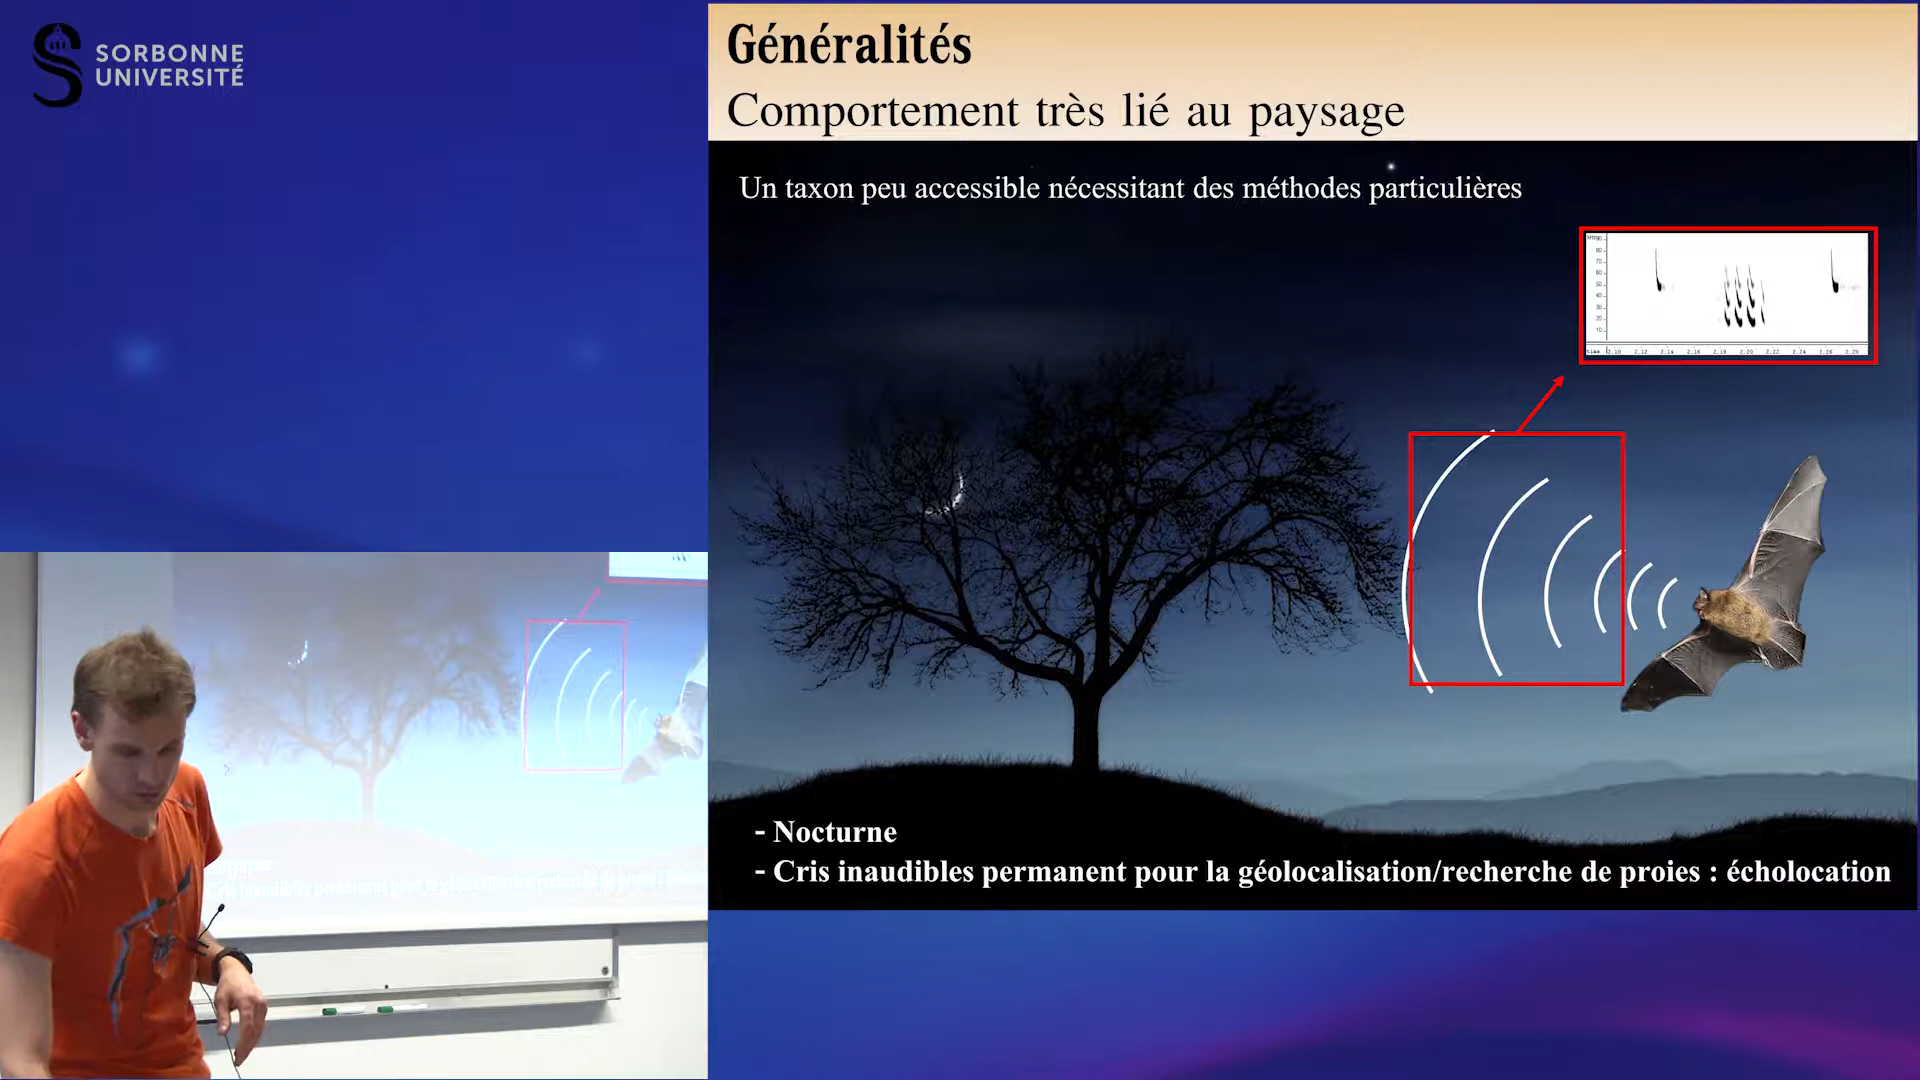 SORBONNE
UNIVERSITÉ
Généralités
Comportement très lié au paysage
Un taxon peu accessible nécessitant des méthodes particulières
- Nocturne
- Cris inaudibles permanent pour la géolocalisation/recherche de proies : écholocation